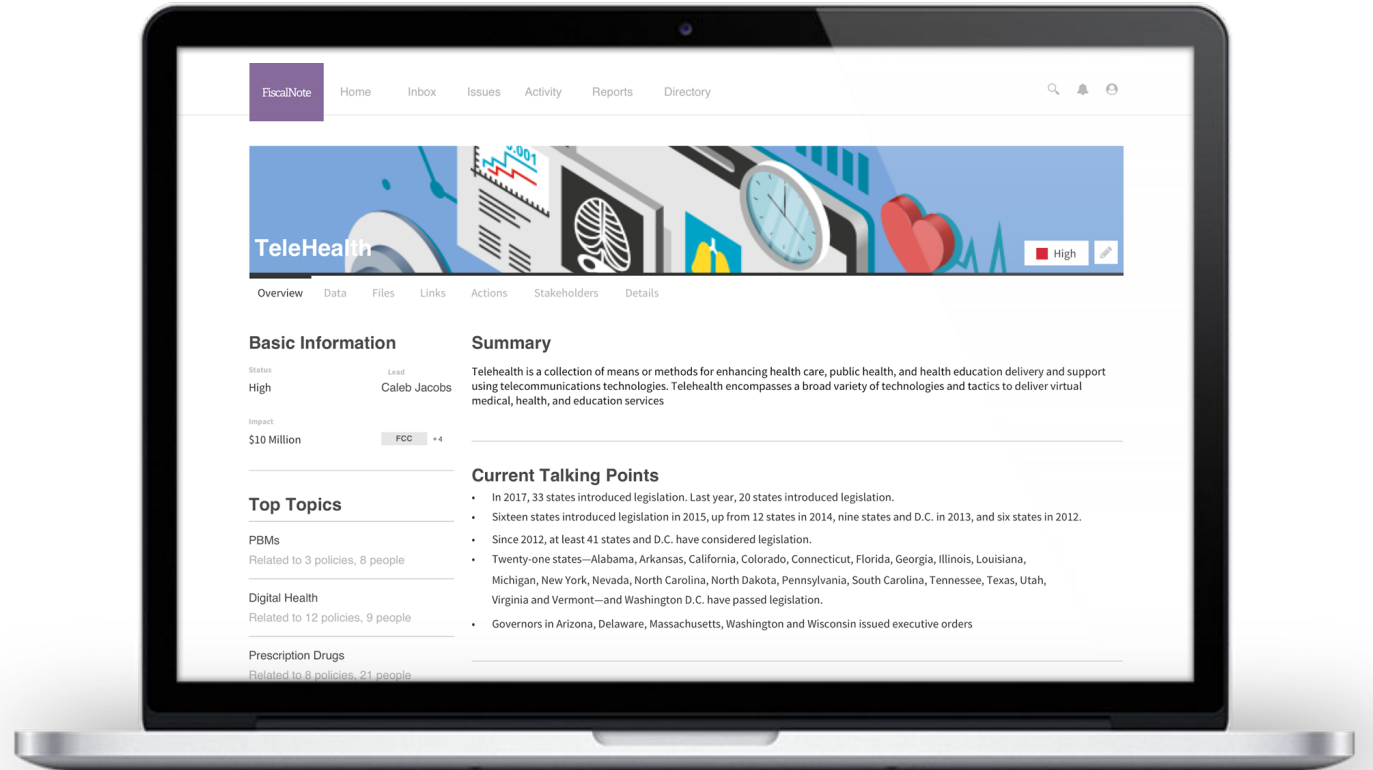 FiscalNote
Home
Inbox
Issues
Activity
Reports
Directory
0.001
TeleHealth
High
Overview
Data
Files
Links
Actions
Stakeholders
Details
Basic Information
Status
Lead
High
Caleb Jacobs
Impact
$10 Million
FCC
+4
Top Topics
PBMs
Related to 3 policies, 8 people
Digital Health
Related to 12 policies, 9 people
Prescription Drugs
Related to 8 policies, 21 people
Summary
Telehealth is a collection of means or methods for enhancing health care, public health, and health education delivery and support
using telecommunications technologies. Telehealth encompasses a broad variety of technologies and tactics to deliver virtual
medical, health, and education services
Current Talking Points
• In 2017, 33 states introduced legislation. Last year, 20 states introduced legislation.
• Sixteen states introduced legislation in 2015, up from 12 states in 2014, nine states and D.C. in 2013, and six states in 2012.
• Since 2012, at least 41 states and D.C. have considered legislation.
• Twenty-one states—Alabama, Arkansas, California, Colorado, Connecticut, Florida, Georgia, Illinois, Louisiana,
Michigan, New York, Nevada, North Carolina, North Dakota, Pennsylvania, South Carolina, Tennessee, Texas, Utah,
Virginia and Vermont—and Washington D.C. have passed legislation.
• Governors in Arizona, Delaware, Massachusetts, Washington and Wisconsin issued executive orders